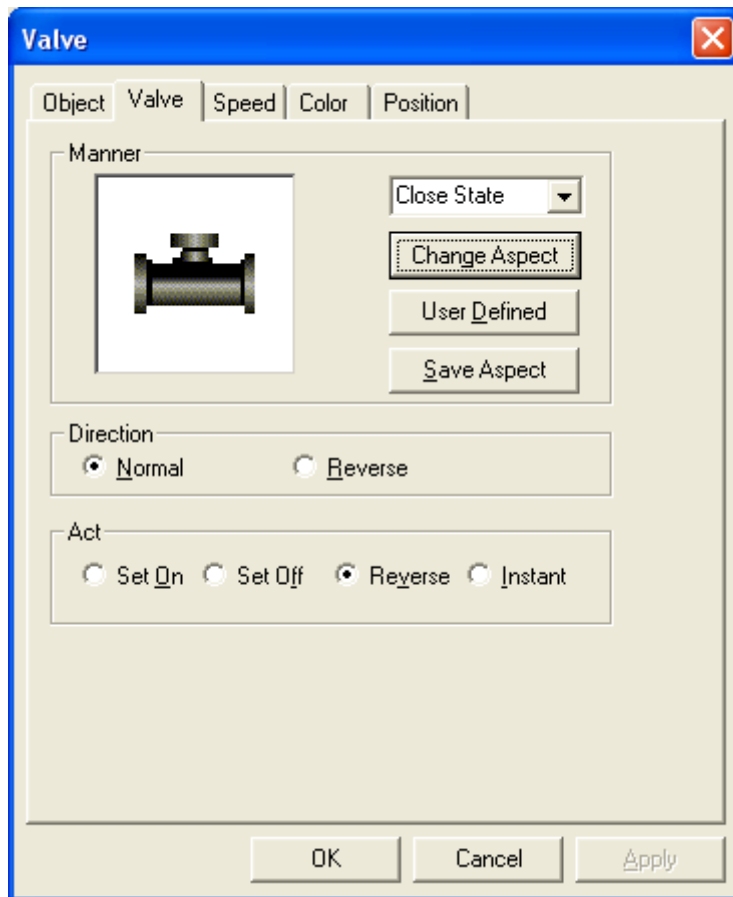 Valve
Object Valve Speed Color Position
Manner
Close State
Change Aspect
User Defined
Save Aspect
Direction
Normal Reverse
Act
Set On Set Off Reverse Instant
OK Cancel Apply